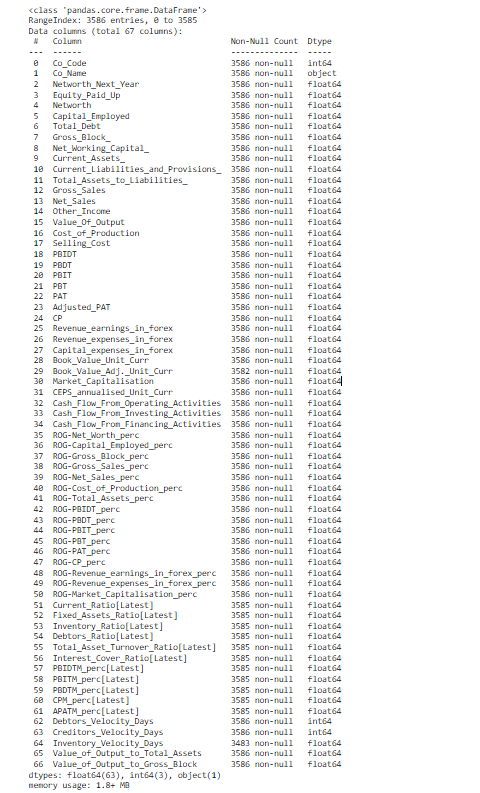 <class 'pandas.core.frame.DataFrame'>
RangeIndex: 3586 entries, 0 to 3585
Data columns (total 67 columns):
 #   Column                             Non-Null Count  Dtype
---  ------                             --------------  -----
 0   Co_Code                            3586 non-null   int64
 1   Co_Name                            3586 non-null   object
 2   Networth_Next_Year                 3586 non-null   float64
 3   Equity_Paid_Up                     3586 non-null   float64
 4   Networth                           3586 non-null   float64
 5   Capital_Employed                   3586 non-null   float64
 6   Total_Debt                         3586 non-null   float64
 7   Gross_Block_                       3586 non-null   float64
 8   Net_Working_Capital_               3586 non-null   float64
 9   Current_Assets_                    3586 non-null   float64
 10  Current_Liabilities_and_Provisions_  3586 non-null   float64
 11  Total_Assets_to_Liabilities_       3586 non-null   float64
 12  Gross_Sales                        3586 non-null   float64
 13  Net_Sales                          3586 non-null   float64
 14  Other_Income                       3586 non-null   float64
 15  Value_Of_Output                    3586 non-null   float64
 16  Cost_of_Production                 3586 non-null   float64
 17  Selling_Cost                       3586 non-null   float64
 18  PBIDT                              3586 non-null   float64
 19  PBDT                               3586 non-null   float64
 20  PBIT                               3586 non-null   float64
 21  PBT                                3586 non-null   float64
 22  PAT                                3586 non-null   float64
 23  Adjusted_PAT                       3586 non-null   float64
 24  CP                                 3586 non-null   float64
 25  Revenue_earnings_in_forex          3586 non-null   float64
 26  Revenue_expenses_in_forex          3586 non-null   float64
 27  Capital_expenses_in_forex          3586 non-null   float64
 28  Book_Value_Unit_Curr               3586 non-null   float64
 29  Book_Value_Adj._Unit_Curr          3582 non-null   float64
 30  Market_Capitalisation              3586 non-null   float64
 31  CEPS_annualised_Unit_Curr          3586 non-null   float64
 32  Cash_Flow_From_Operating_Activities  3586 non-null   float64
 33  Cash_Flow_From_Investing_Activities  3586 non-null   float64
 34  Cash_Flow_From_Financing_Activities  3586 non-null   float64
 35  ROG-Net_Worth_perc                 3586 non-null   float64
 36  ROG-Capital_Employed_perc          3586 non-null   float64
 37  ROG-Gross_Block_perc               3586 non-null   float64
 38  ROG-Gross_Sales_perc               3586 non-null   float64
 39  ROG-Net_Sales_perc                 3586 non-null   float64
 40  ROG-Cost_of_Production_perc        3586 non-null   float64
 41  ROG-Total_Assets_perc              3586 non-null   float64
 42  ROG-PBIDT_perc                     3586 non-null   float64
 43  ROG-PBDT_perc                      3586 non-null   float64
 44  ROG-PBIT_perc                      3586 non-null   float64
 45  ROG-PBT_perc                       3586 non-null   float64
 46  ROG-PAT_perc                       3586 non-null   float64
 47  ROG-CP_perc                        3586 non-null   float64
 48  ROG-Revenue_earnings_in_forex_perc  3586 non-null   float64
 49  ROG-Revenue_expenses_in_forex_perc  3586 non-null   float64
 50  ROG-Market_Capitalisation_perc     3586 non-null   float64
 51  Current_Ratio[Latest]              3585 non-null   float64
 52  Fixed_Assets_Ratio[Latest]         3585 non-null   float64
 53  Inventory_Ratio[Latest]            3585 non-null   float64
 54  Debtors_Ratio[Latest]              3585 non-null   float64
 55  Total_Asset_Turnover_Ratio[Latest]  3585 non-null   float64
 56  Interest_Cover_Ratio[Latest]       3585 non-null   float64
 57  PBIDTM_perc[Latest]                3585 non-null   float64
 58  PBITM_perc[Latest]                 3585 non-null   float64
 59  PBDTM_perc[Latest]                 3585 non-null   float64
 60  CPM_perc[Latest]                   3585 non-null   float64
 61  APATM_perc[Latest]                 3585 non-null   float64
 62  Debtors_Velocity_Days              3586 non-null   int64
 63  Creditors_Velocity_Days            3586 non-null   int64
 64  Inventory_Velocity_Days            3483 non-null   float64
 65  Value_of_Output_to_Total_Assets    3586 non-null   float64
 66  Value_of_Output_to_Gross_Block     3586 non-null   float64
dtypes: float64(63), int64(3), object(1)
memory usage: 1.8+ MB